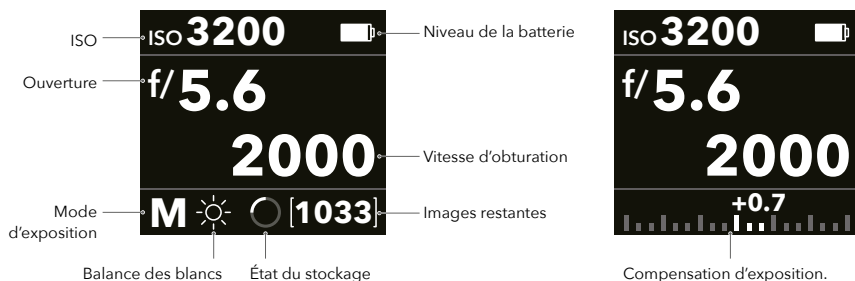 ISO
ISO 3200
Niveau de la batterie
Ouverture
f/5.6
2000
Vitesse d'obturation
Mode
d'exposition
M
[1033]
Images restantes
Balance des blancs
État du stockage
ISO 3200
f/5.6
2000
+0.7
Compensation d'exposition.